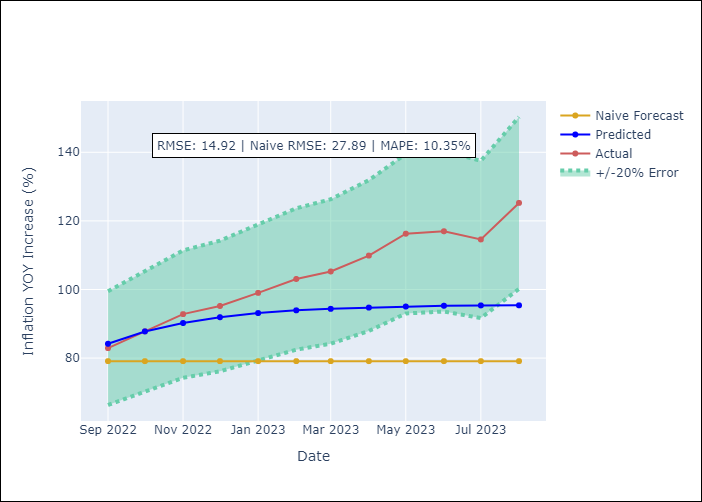 RMSE: 14.92 | Naive RMSE: 27.89 | MAPE: 10.35%
Naive Forecast
Predicted
Actual
+/-20% Error
Inflation YOY Increase (%)
140
120
100
80
Sep 2022
Nov 2022
Jan 2023
Mar 2023
May 2023
Jul 2023
Date